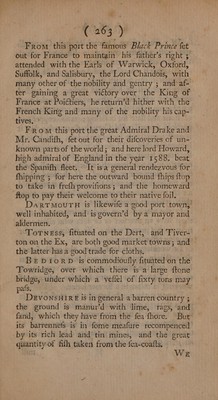 ( 263 )
FROM this port the famous Black Prince set
out for France to maintain his father's right ;
attended with the Earls of Warwick, Oxford,
Suffolk, and Salisbury, the Lord Chandois, with
many other of the nobility and gentry ; and af-
ter gaining a great victory over the King of
France at Poictiers, he return'd hither with the
French King and many of the nobility his cap-
tives.
FROM this port the great Admiral Drake and
Mr. Candish, set out for their discoveries of un-
known parts of the world ; and here lord Howard,
high admiral of England in the year 1588. beat
the Spanish fleet. It is a general rendezvous for
shipping ; for here the outward bound ships stop
to take in fresh provisions ; and the homeward
stop to pay their welcome to their native soil.
DARTMOUTH is likewise a good port town,
well inhabited, and is govern'd by a mayor and
aldermen.
TOTNESS, situated on the Dert, and Tiver-
ton on the Ex, are both good market towns ; and
the latter has a good trade for cloths.
BEDIORD is commodiously situated on the
Towridge, over which there is a large stone
bridge, under which a vessel of sixty tons may
pass.
DEVONSHIRE is in general a barren country ;
the ground is manur'd with lime, rags, and
sand, which they have from the sea shore. But
its barrenness is in some measure recompenced
by its rich lead and tin mines, and the great
quantity of fish taken from the sea-coasts.
WE